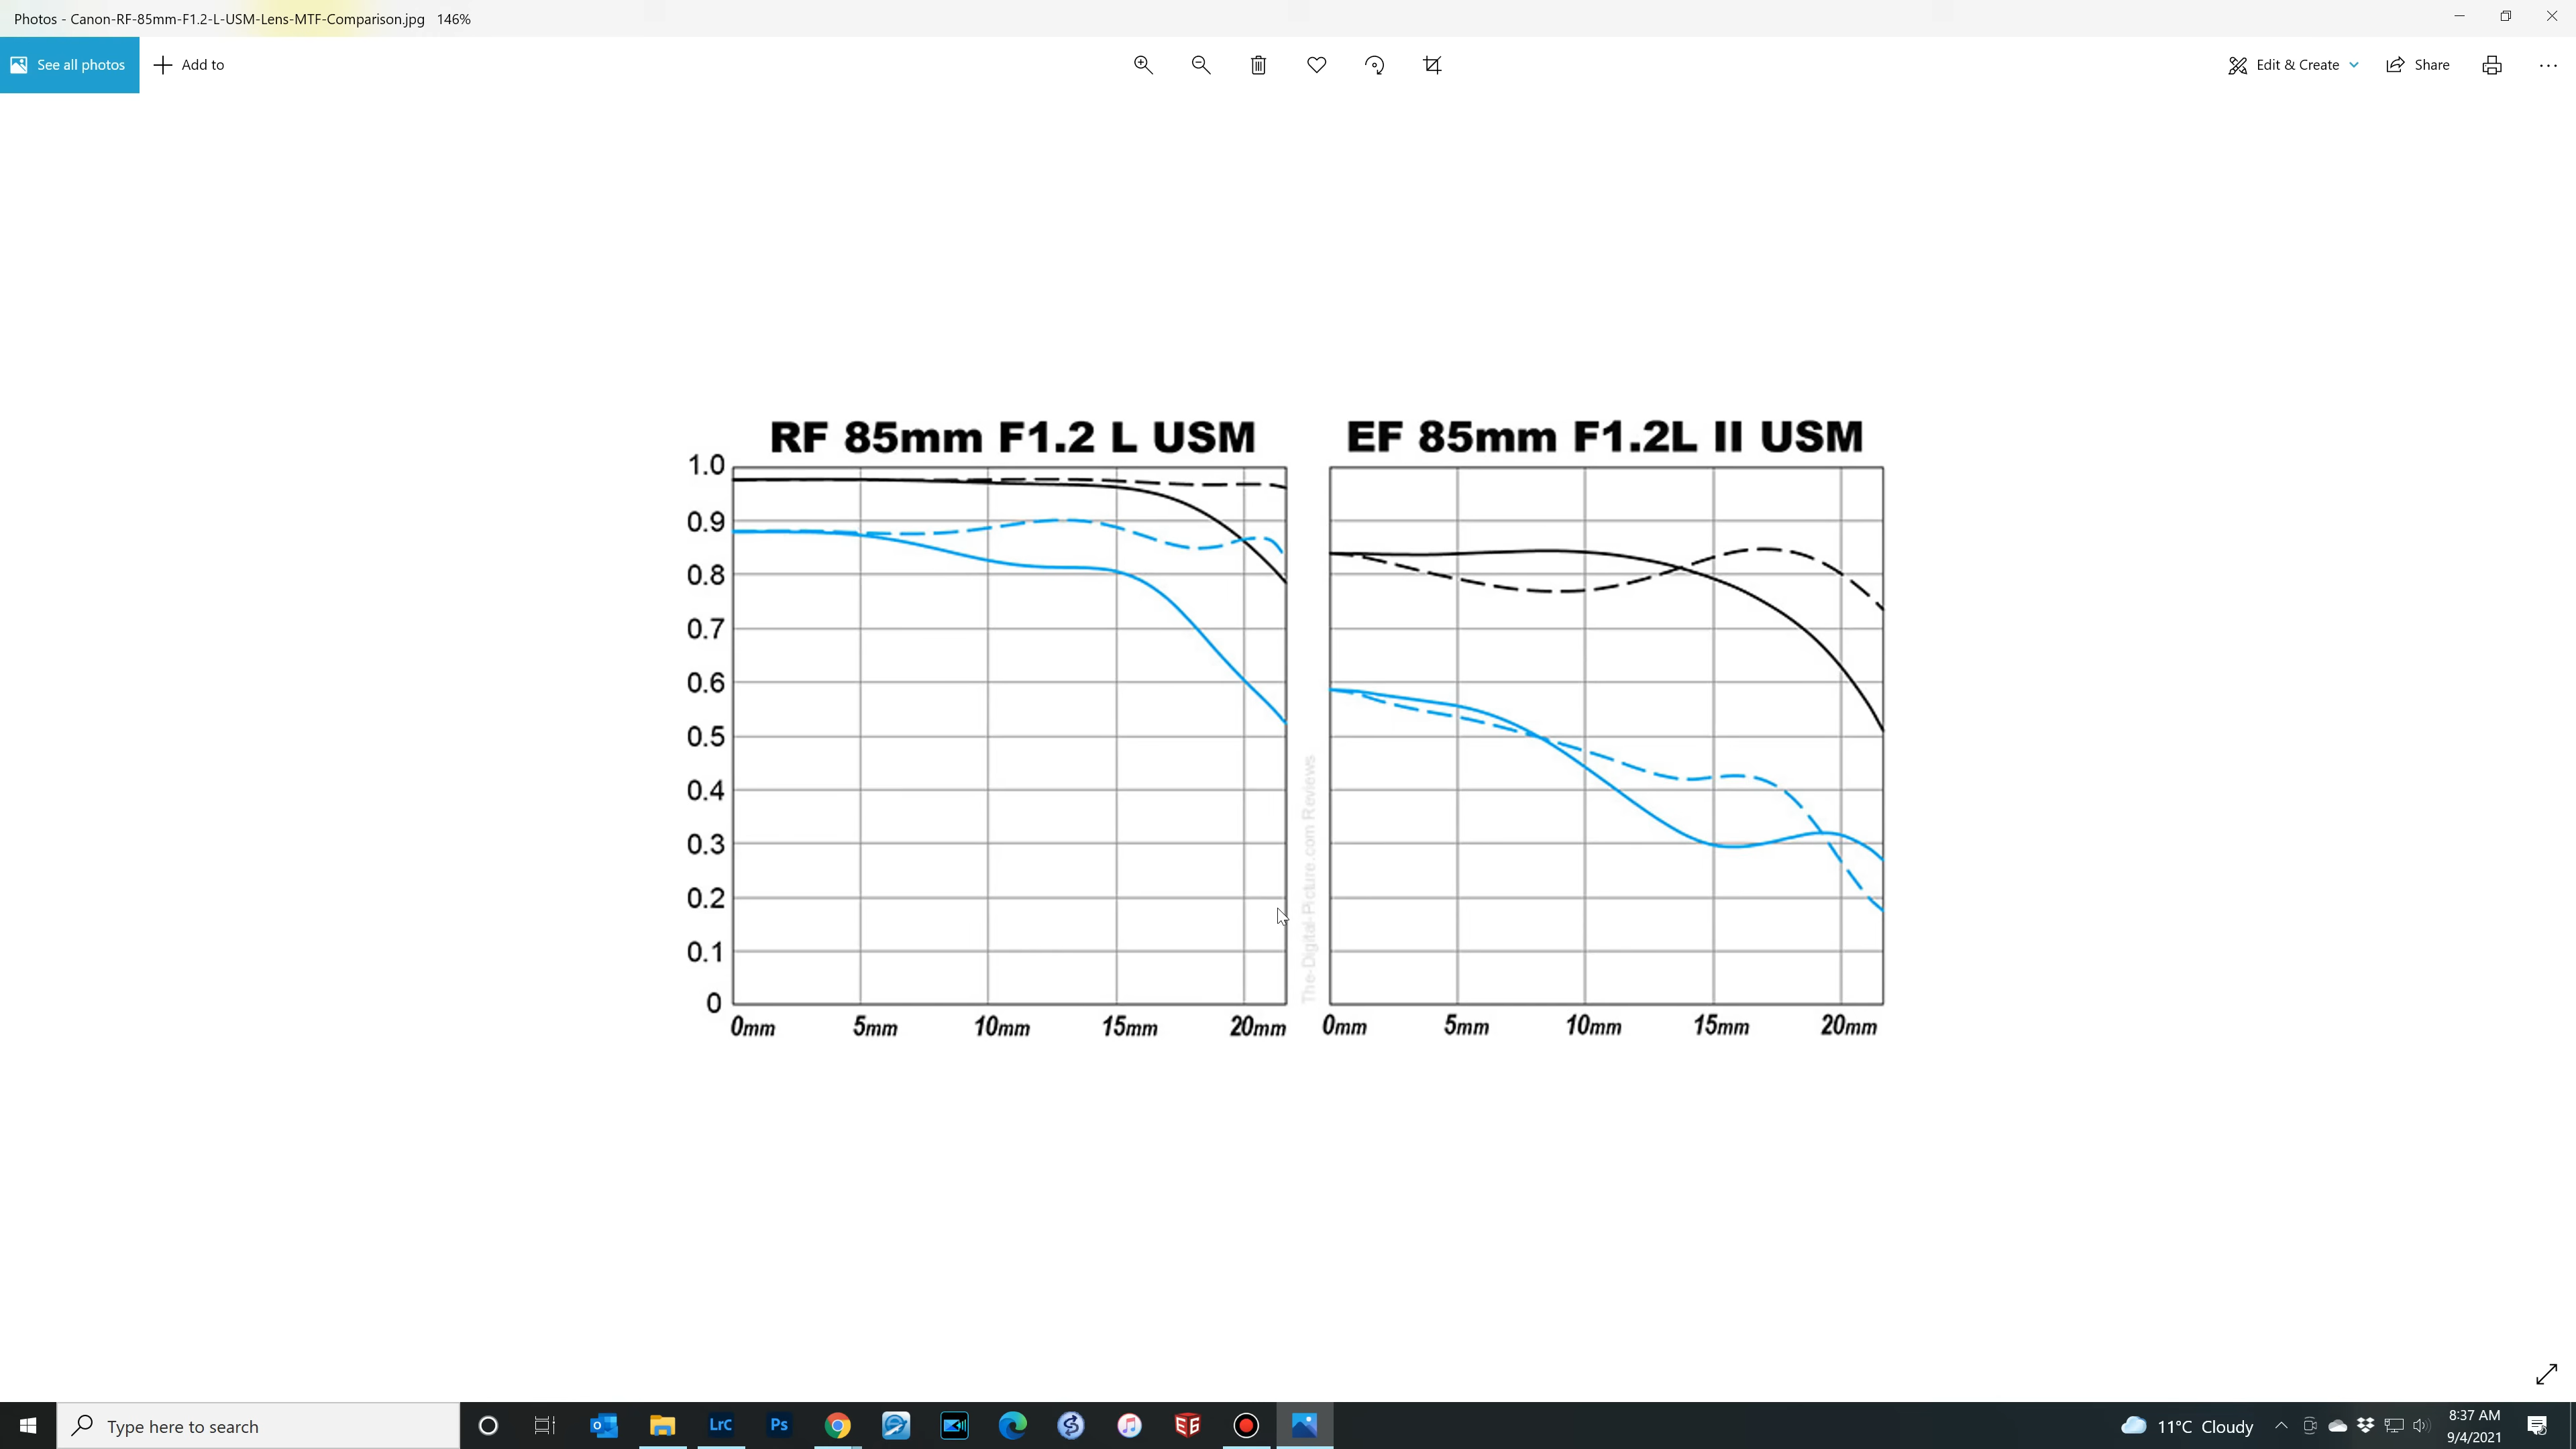 Photos - Canon-RF-85mm-F1.2-L-USM-Lens-MTF-Comparison.jpg 146%
See all photos
Add to
Edit & Create
Share
RF 85mm F1.2 L USM
EF 85mm F1.2L II USM
1.0
0.9
0.8
0.7
0.6
0.5
0.4
0.3
0.2
0.1
0
0mm 5mm 10mm 15mm 20mm
0mm 5mm 10mm 15mm 20mm
The-Digital-Picture.com Reviews
Type here to search
LrC
Ps
E6
11°C Cloudy
8:37 AM
9/4/2021